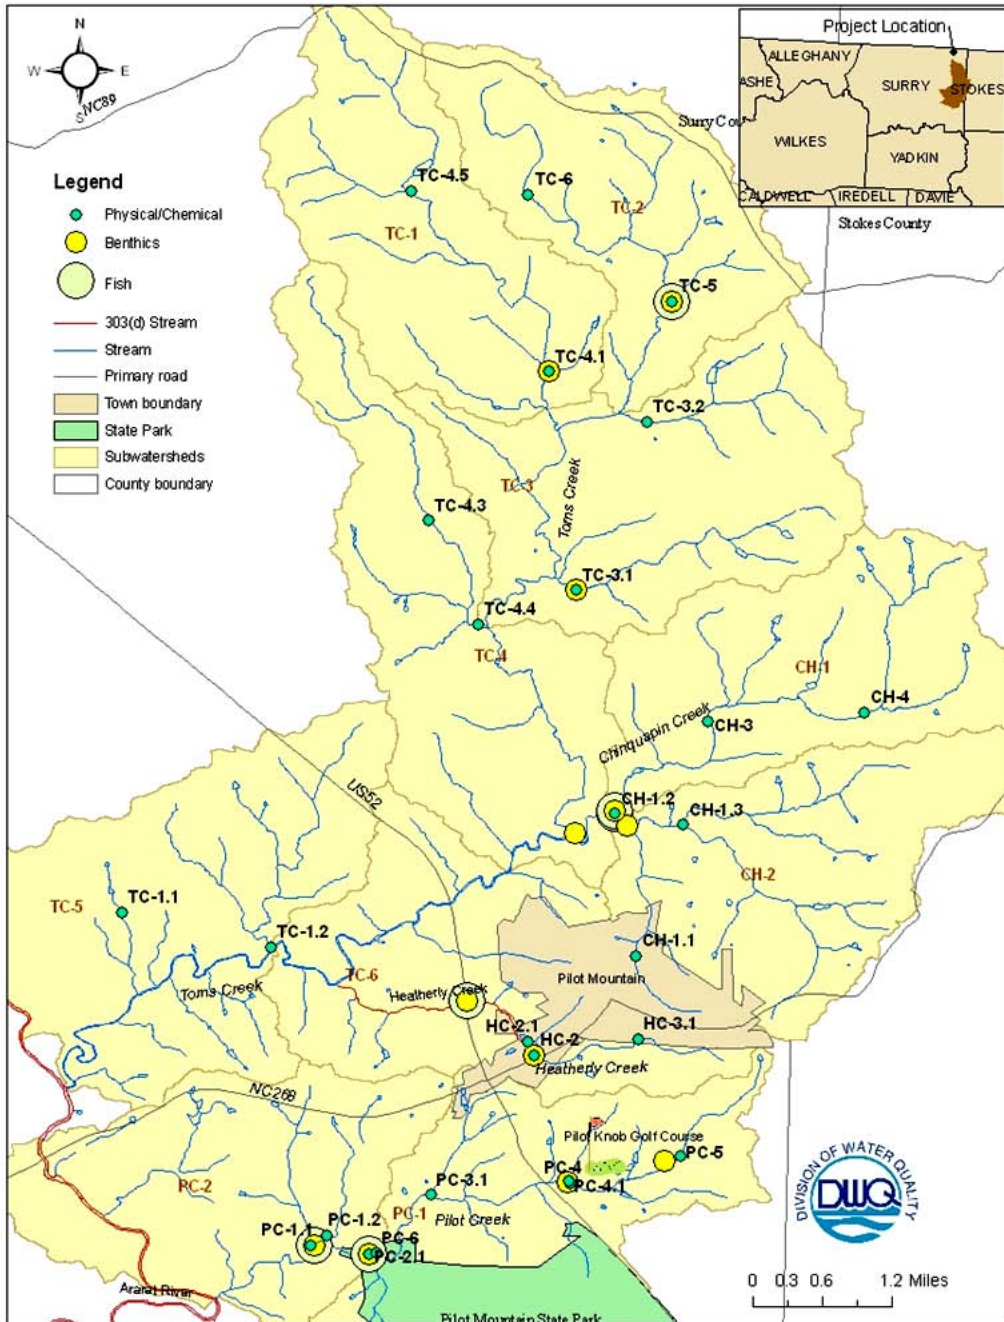 N
W E
S
NC89
Project Location
ALLEGHANY
ASHE
SURRY
STOKES
WILKES
YADKIN
CALDWELL
IREDELL
DAVIE
Surry Cou
Stokes County
Legend
Physical/Chemical
Benthics
Fish
303(d) Stream
Stream
Primary road
Town boundary
State Park
Subwatersheds
County boundary
TC-4.5
TC-6
TC-1
TC-2
TC-5
TC-4.1
TC-3.2
TC-3
Toms Creek
TC-4.3
TC-3.1
TC-4.4
TC-4
CH-1
CH-4
CH-3
Chinquapin Creek
US52
CH-1.2
CH-1.3
CH-2
TC-1.1
TC-5
TC-1.2
CH-1.1
TC-6
Pilot Mountain
Toms Creek
Heatherly Creek
HC-2.1
HC-3.1
HC-2
Heatherly Creek
NC268
Pilot Knob Golf Course
PC-5
PC-4
PC-4.1
PC-3.1
PC-2
PC-1
Pilot Creek
PC-1.1
PC-1.2
PC-6
PC-2.1
Ararat River
Pilot Mountain State Park
DIVISION OF WATER QUALITY
DWQ
0 0.3 0.6 1.2 Miles